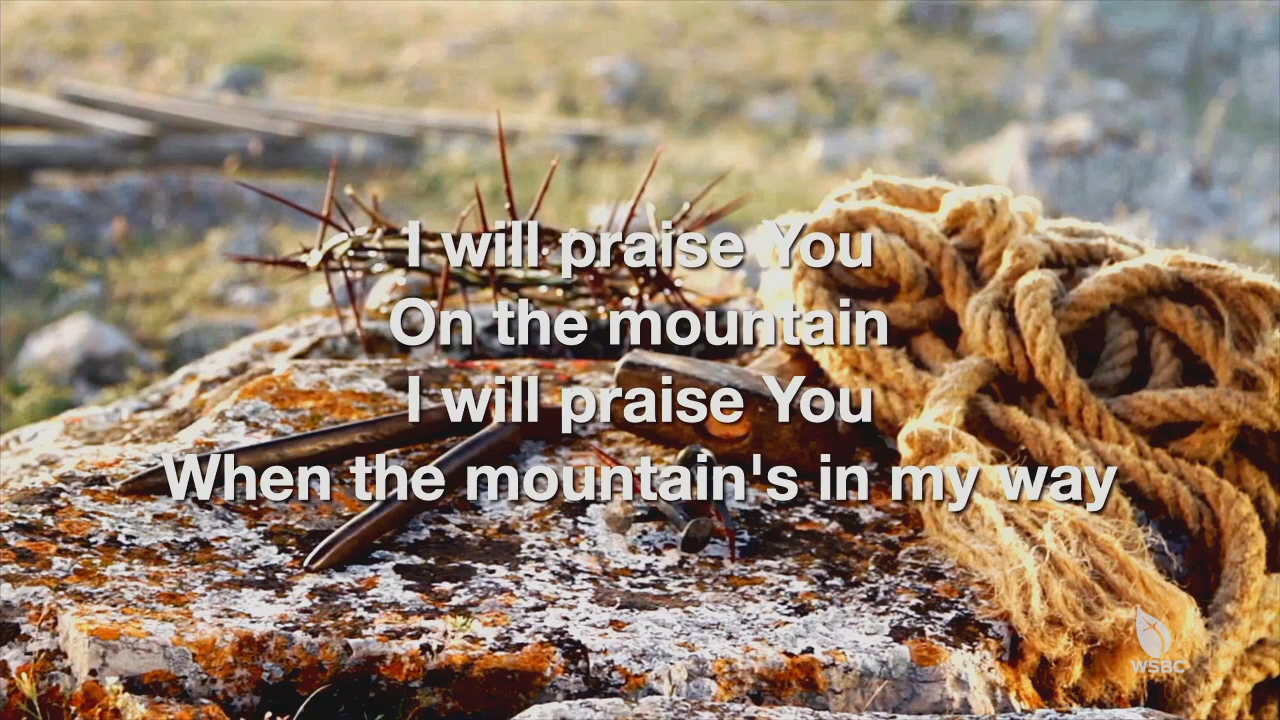 I will praise You
On the mountain
I will praise You
When the mountain's in my way
WSBC